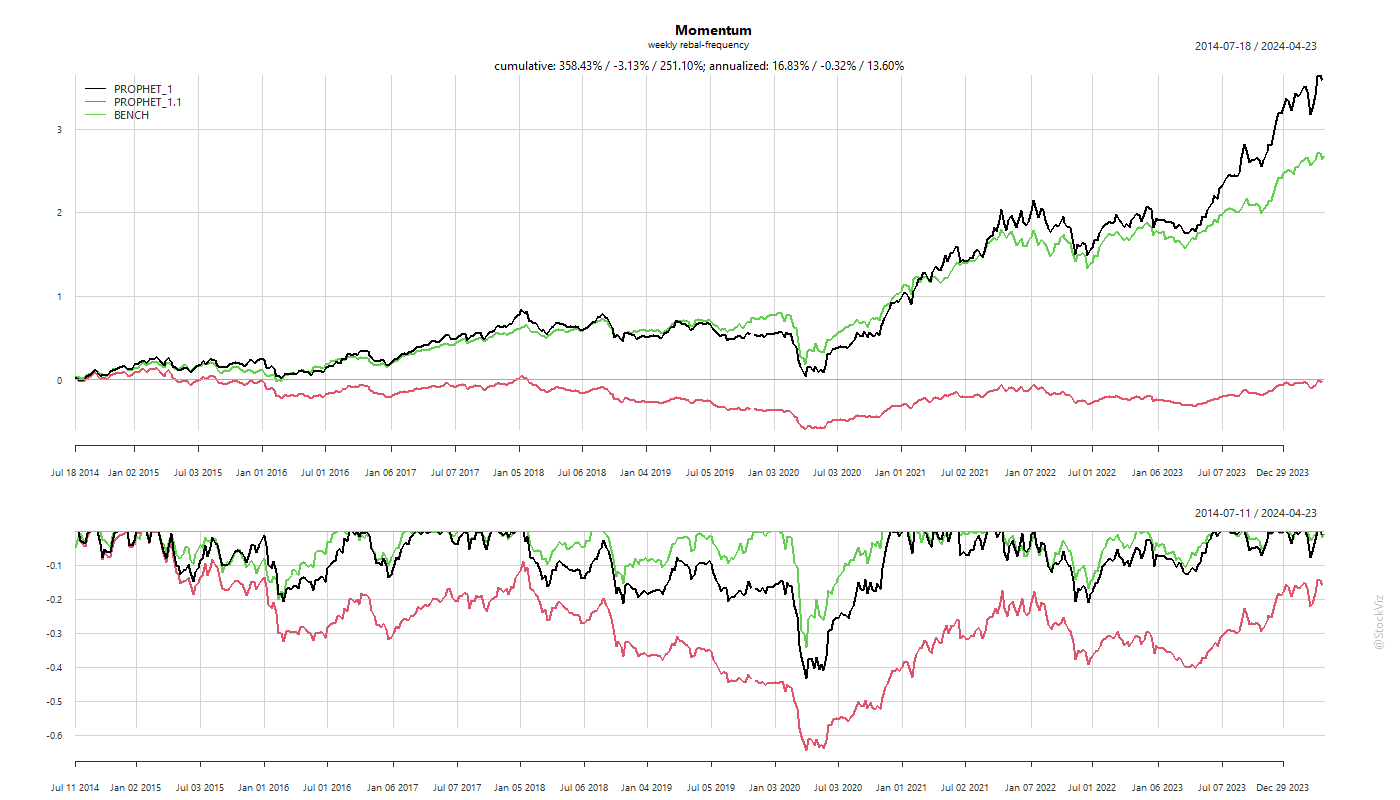 Momentum
weekly rebal-frequency
2014-07-18 / 2024-04-23
cumulative: 358.43% / -3.13% / 251.10%; annualized: 16.83% / -0.32% / 13.60%
PROPHET_1
PROPHET_1.1
BENCH
3
2
1
0
Jul 18 2014 Jan 02 2015 Jul 03 2015 Jan 01 2016 Jul 01 2016 Jan 06 2017 Jul 07 2017 Jan 05 2018 Jul 06 2018 Jan 04 2019 Jul 05 2019 Jan 03 2020 Jul 03 2020 Jan 01 2021 Jul 02 2021 Jan 07 2022 Jul 01 2022 Jan 06 2023 Jul 07 2023 Dec 29 2023
2014-07-11 / 2024-04-23
-0.1
-0.2
-0.3
-0.4
-0.5
-0.6
Jul 11 2014 Jan 02 2015 Jul 03 2015 Jan 01 2016 Jul 01 2016 Jan 06 2017 Jul 07 2017 Jan 05 2018 Jul 06 2018 Jan 04 2019 Jul 05 2019 Jan 03 2020 Jul 03 2020 Jan 01 2021 Jul 02 2021 Jan 07 2022 Jul 01 2022 Jan 06 2023 Jul 07 2023 Dec 29 2023
@StockViz